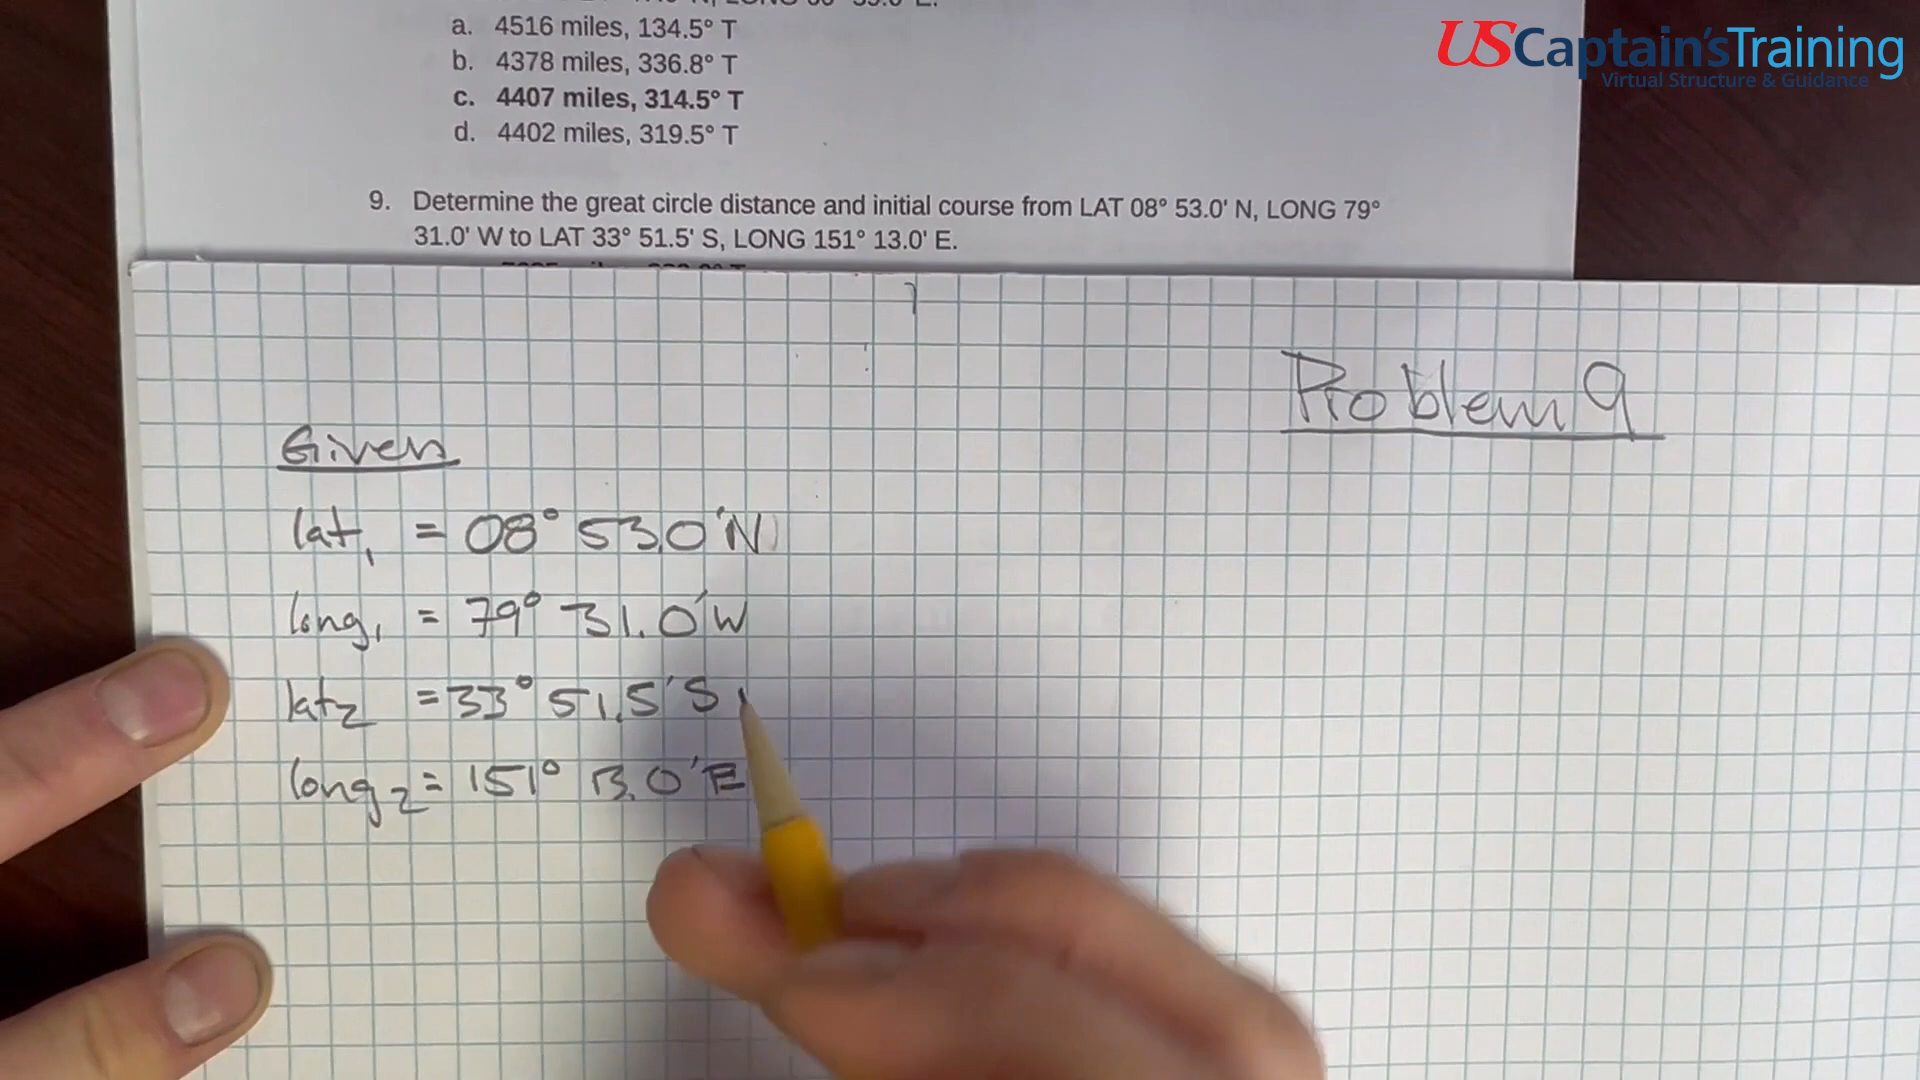 USCaptain'sTraining
Virtual Structure & Guidance
a. 4516 miles, 134.5° T
b. 4378 miles, 336.8° T
c. 4407 miles, 314.5° T
d. 4402 miles, 319.5° T
9. Determine the great circle distance and initial course from LAT 08° 53.0' N, LONG 79°
31.0' W to LAT 33° 51.5' S, LONG 151° 13.0' E.
Problem 9
Given
lat1 = 08° 53.0' N
long1 = 79° 31.0' W
lat2 = 33° 51.5' S
long2 = 151° 13.0' E